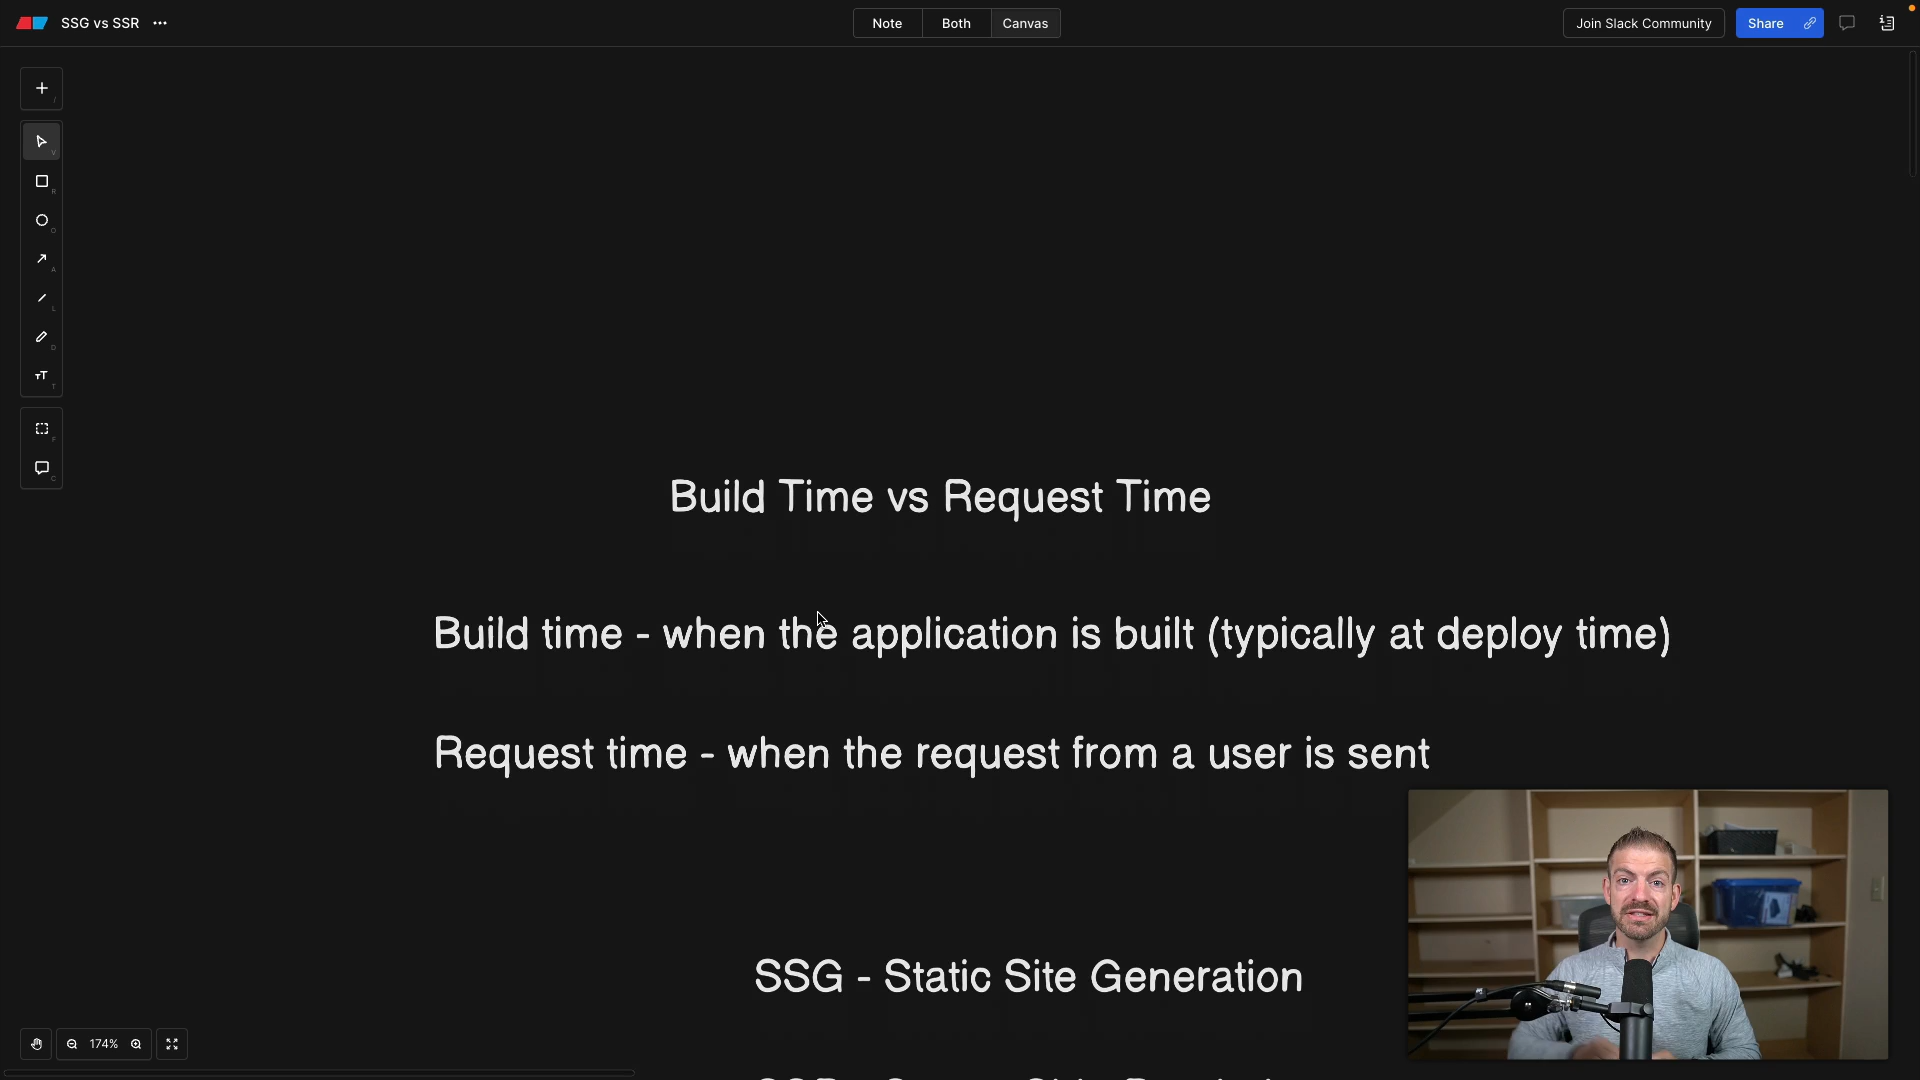 SSG vs SSR
Note
Both
Canvas
Join Slack Community
Share
/
V
R
O
A
L
D
T
F
C
Build Time vs Request Time
Build time - when the application is built (typically at deploy time)
Request time - when the request from a user is sent
SSG - Static Site Generation
174%